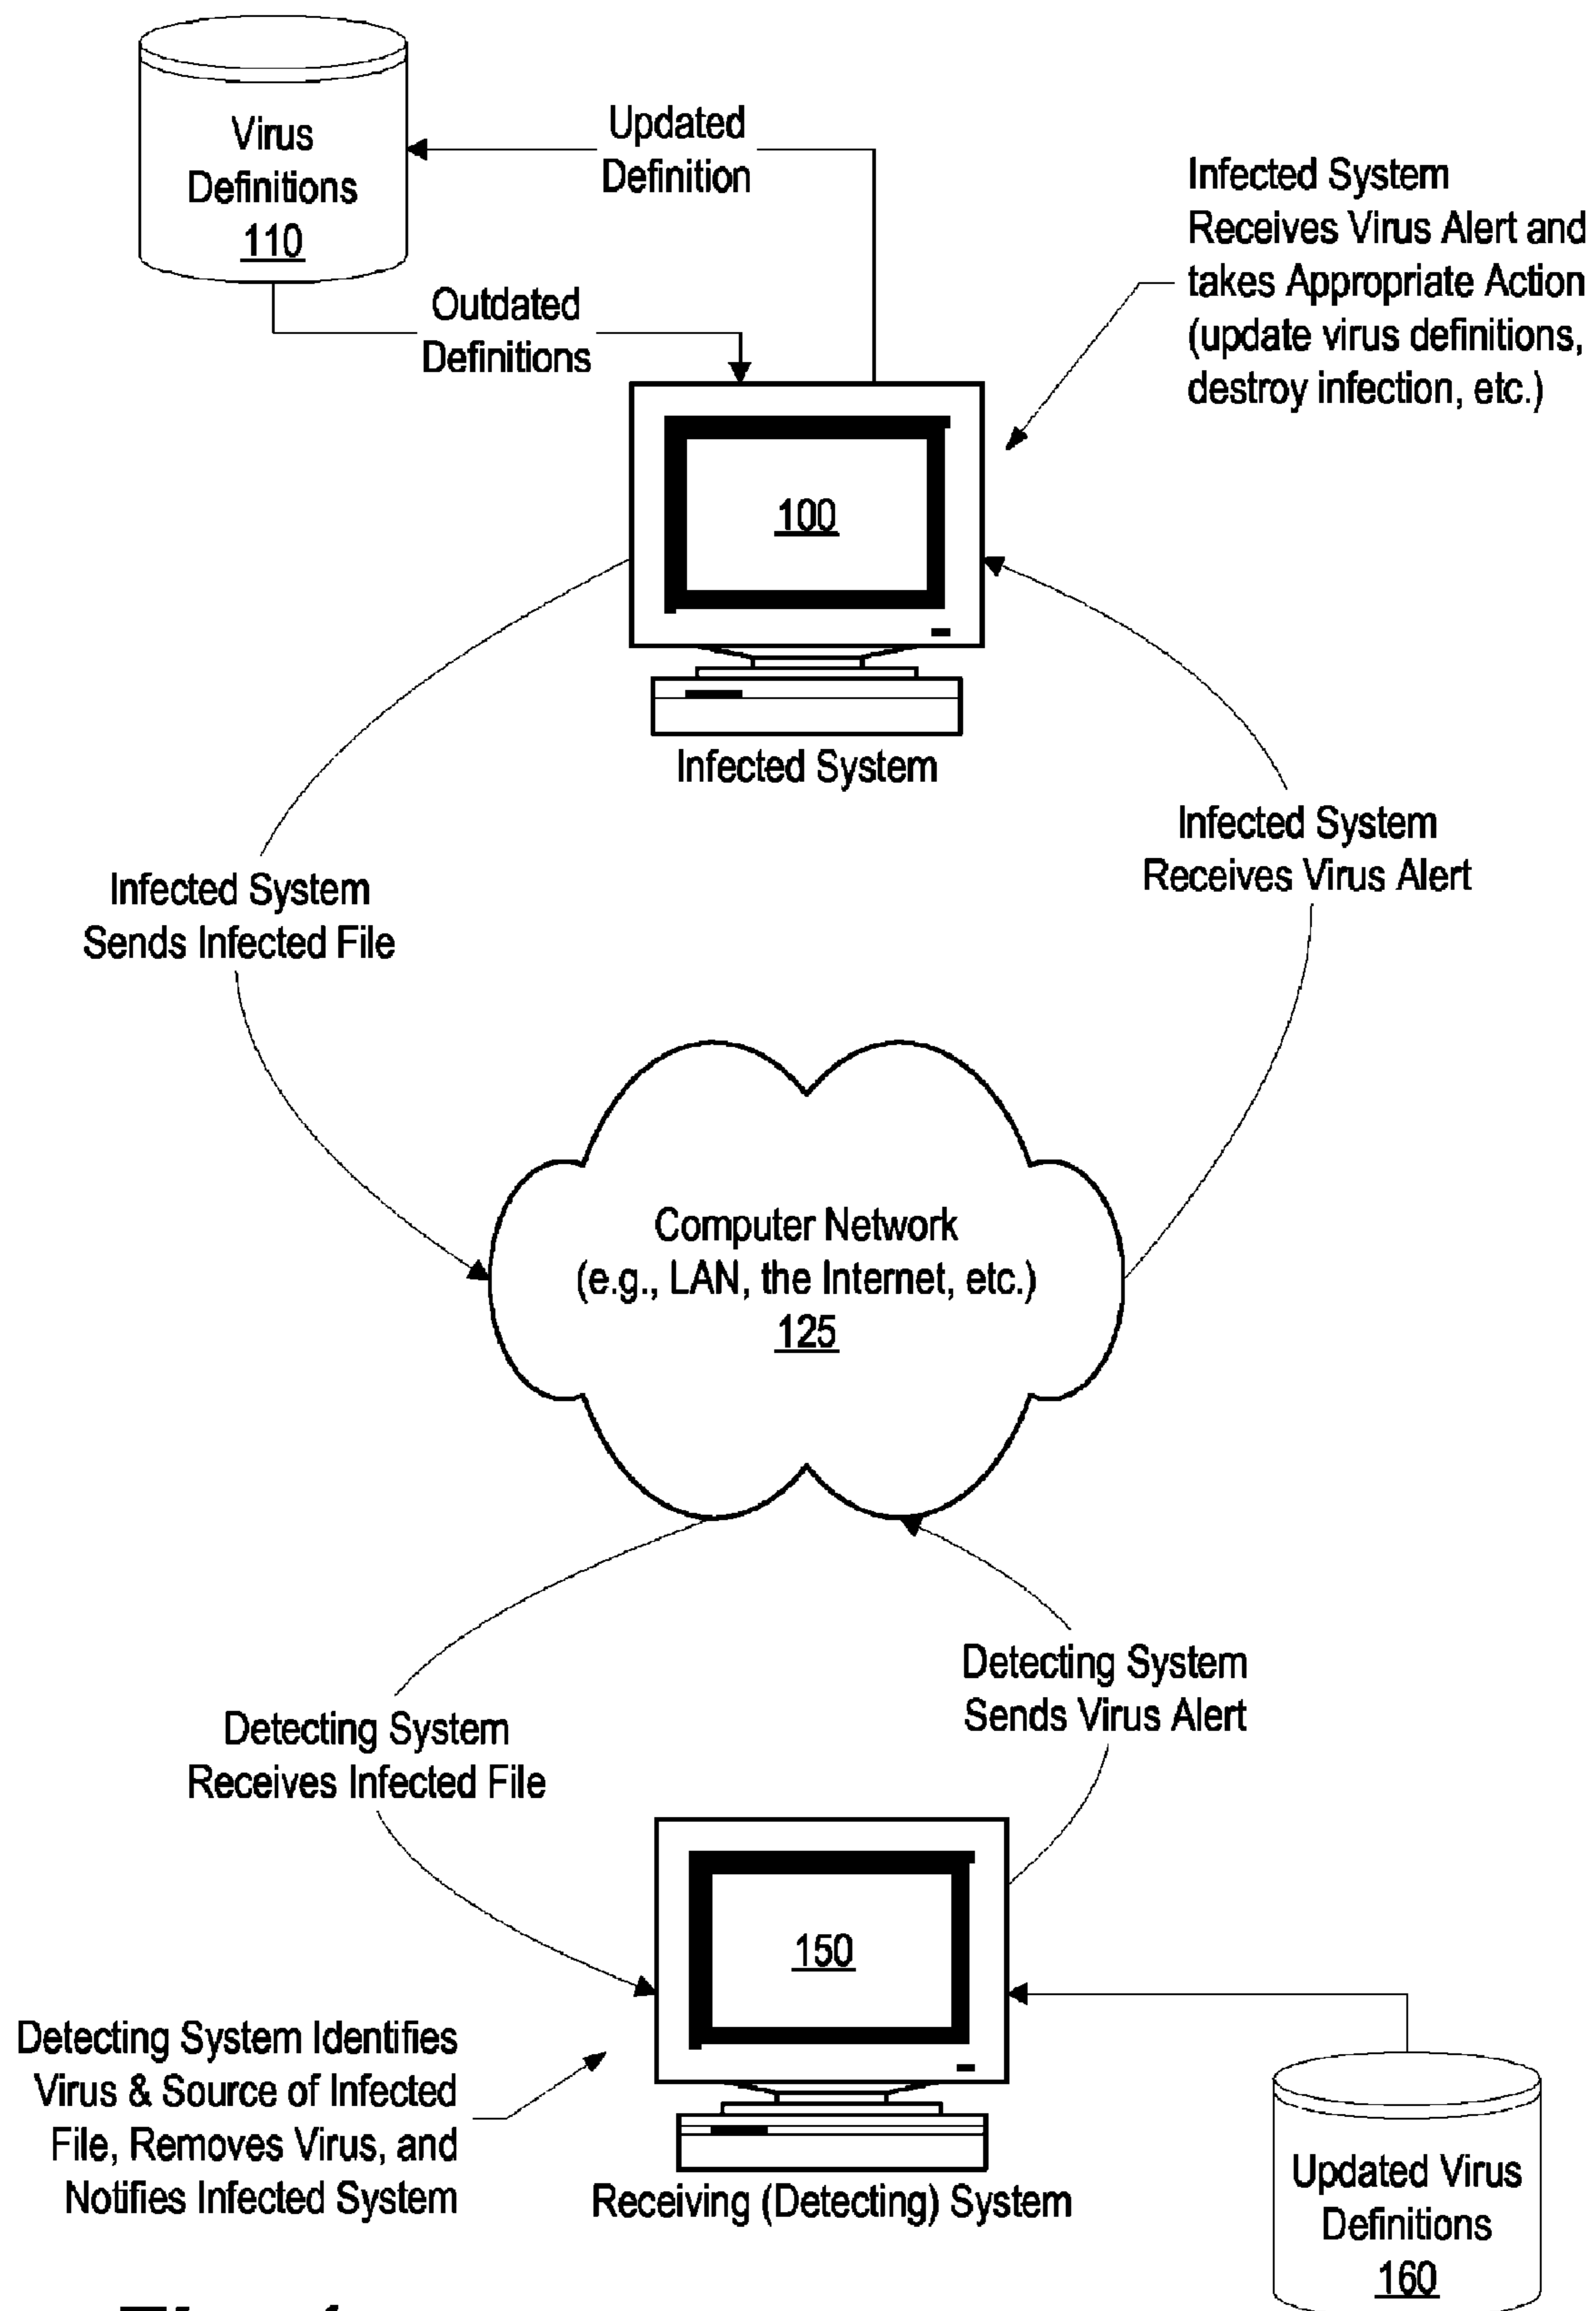 Virus
Definitions
110
Updated
Definition
Outdated
Definitions
Infected System
Receives Virus Alert and
takes Appropriate Action
(update virus definitions,
destroy infection, etc.)
100
Infected System
Infected System
Sends Infected File
Infected System
Receives Virus Alert
Computer Network
(e.g., LAN, the Internet, etc.)
125
Detecting System
Receives Infected File
Detecting System
Sends Virus Alert
150
Detecting System Identifies
Virus & Source of Infected
File, Removes Virus, and
Notifies Infected System
Receiving (Detecting) System
Updated Virus
Definitions
160